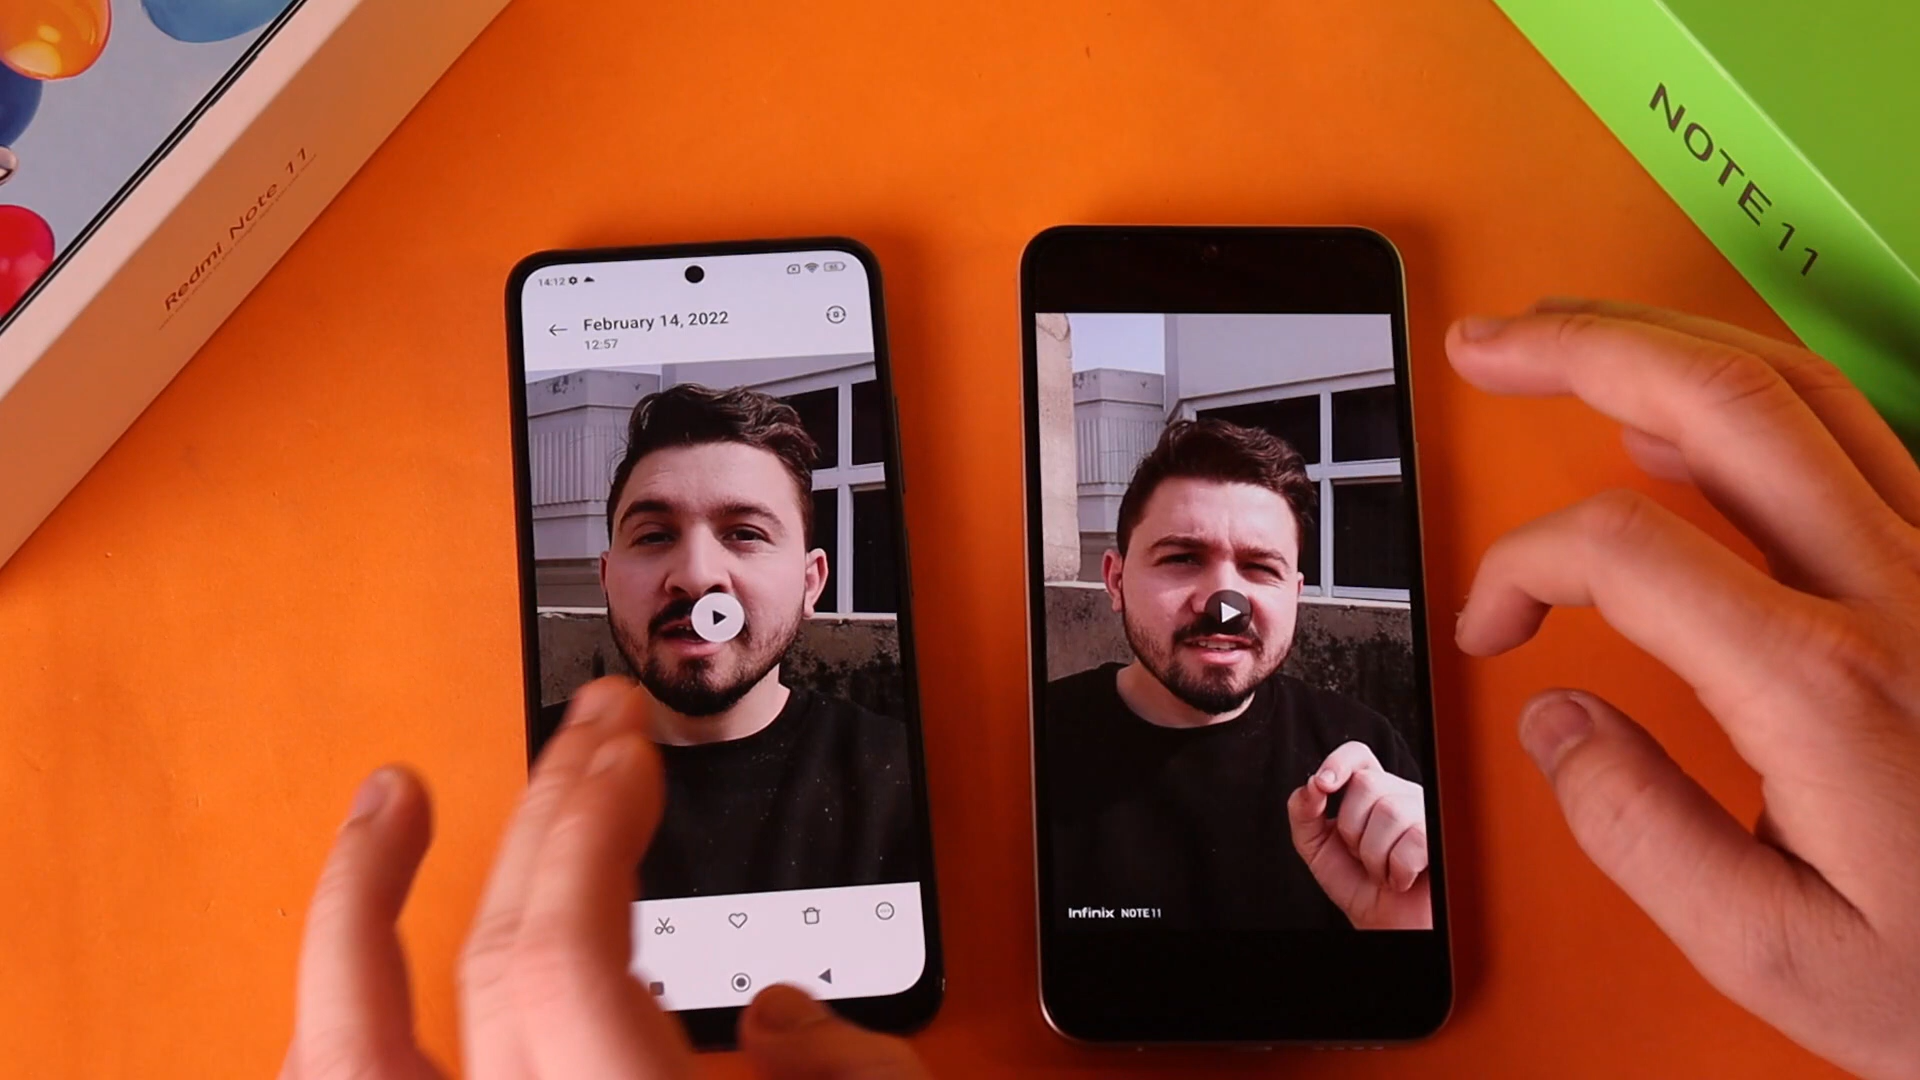 Redmi Note 11
NOTE 11
14:12
February 14, 2022
12:57
Infinix NOTE 11